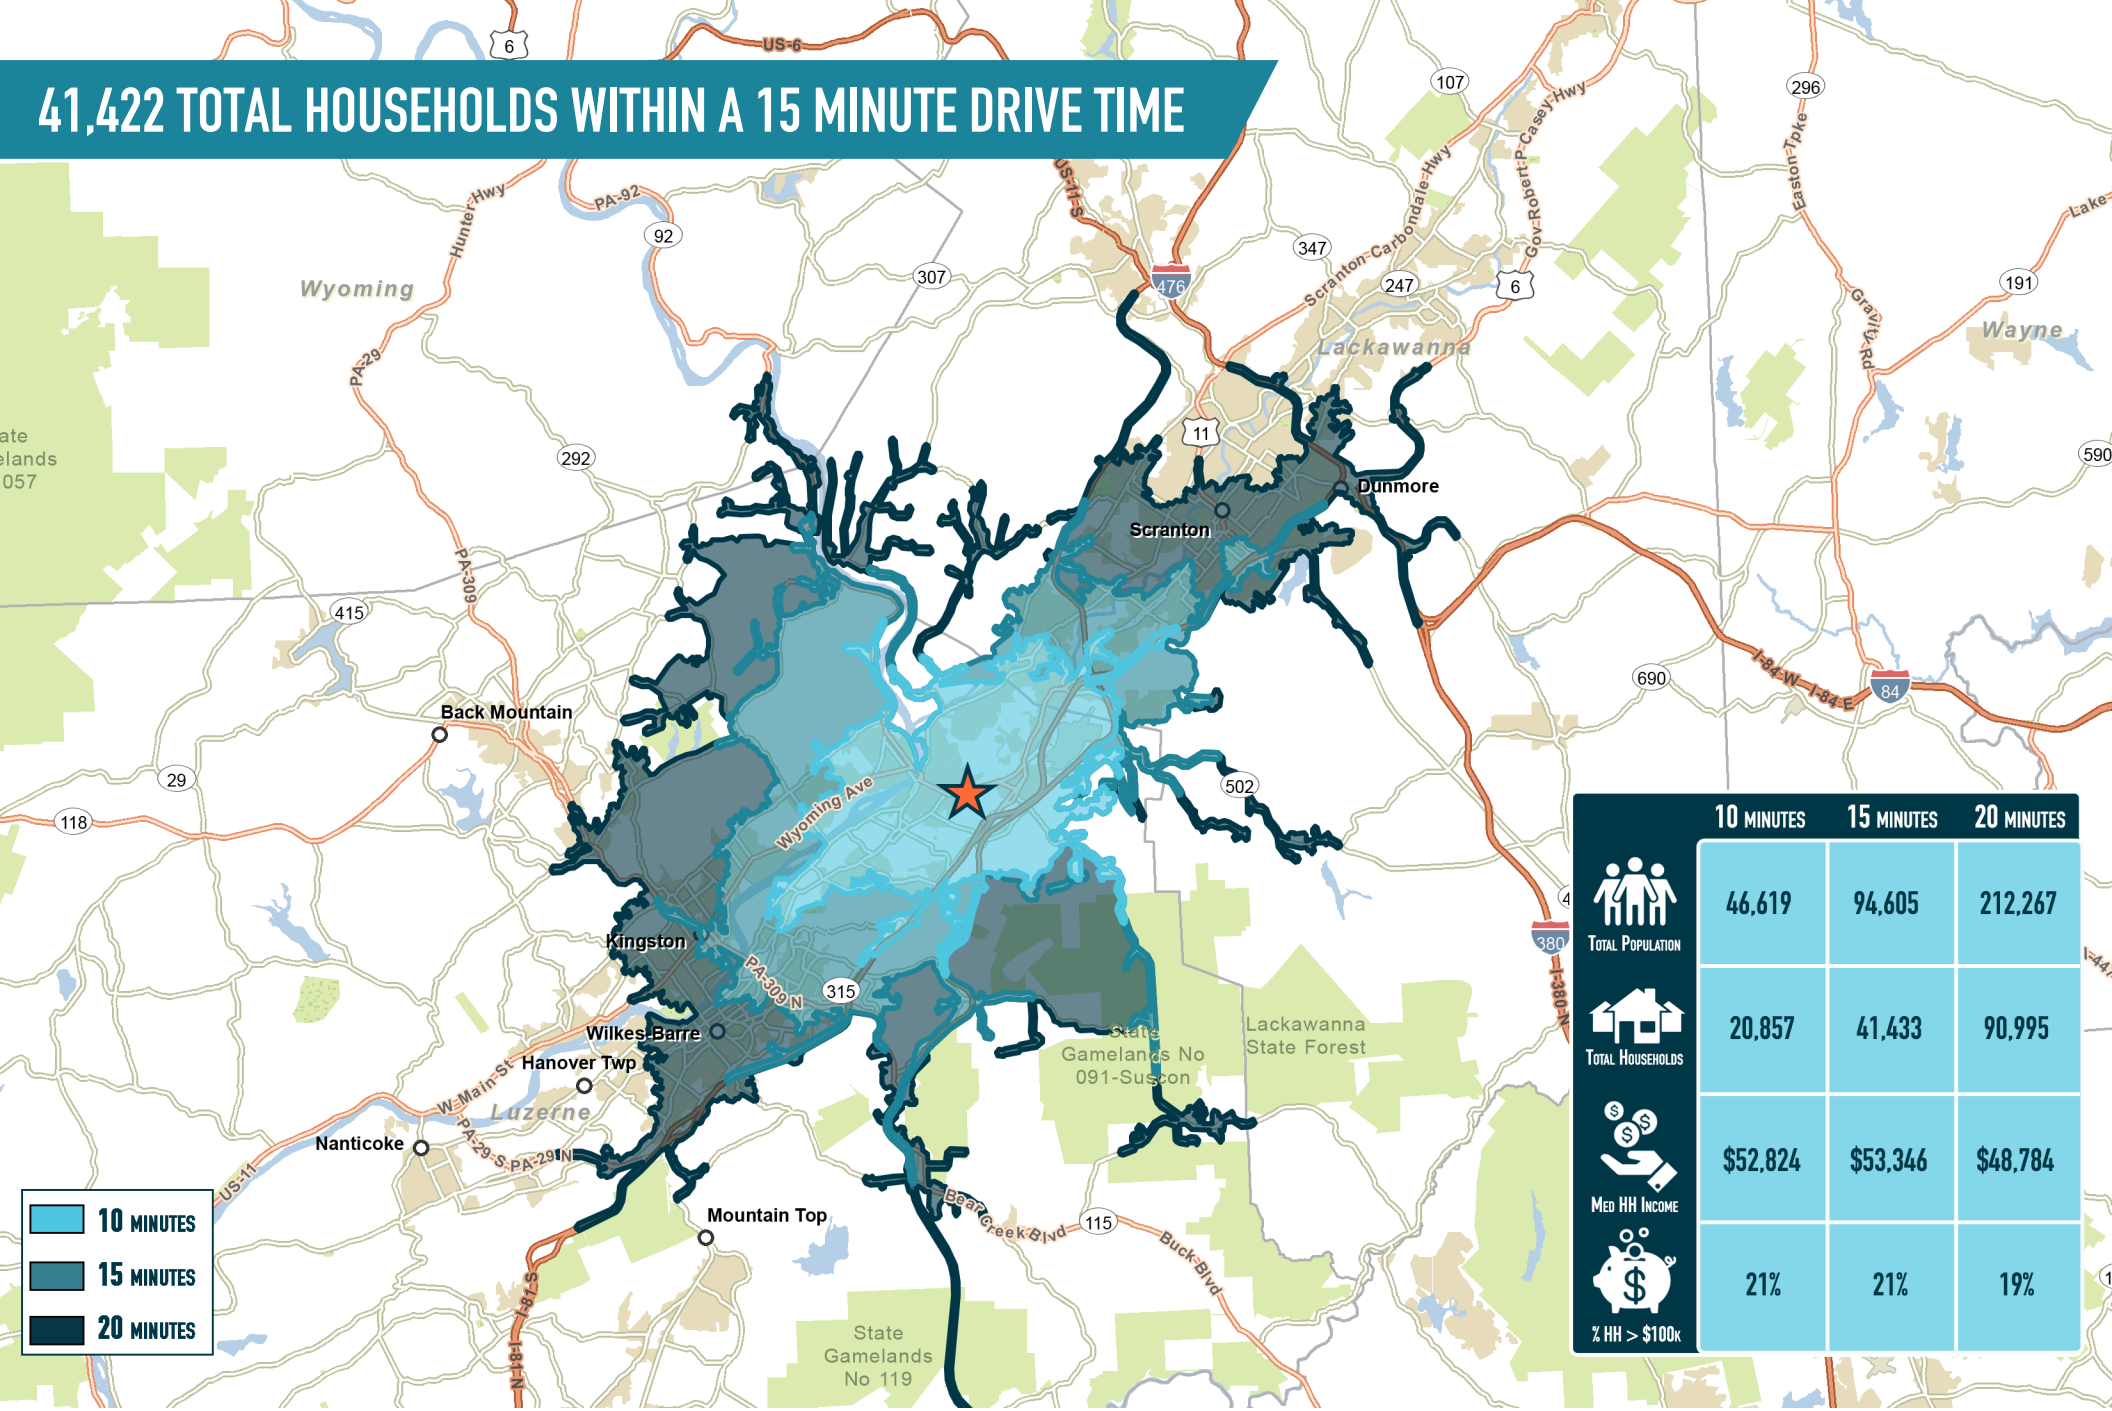 US-6
6
41,422 TOTAL HOUSEHOLDS WITHIN A 15 MINUTE DRIVE TIME
107
296
Gov-Robert-P-Casey-Hwy
Easton-Tpke
US-11 S
Scranton-Carbondale-Hwy
Hunter Hwy
PA-92
92
Lake
347
307
476
247
6
191
Wyoming
Gravity Rd
Wayne
Lackawanna
PA-29
11
ate
elands
057
292
590
Dunmore
Scranton
PA-309
415
I-84 W
I-84 E
84
690
Back Mountain
29
502
118
Wyoming Ave
380
I-380 N
Kingston
PA-309 N
315
Wilkes-Barre
State
Gamelands No
091-Suscon
Lackawanna
State Forest
Hanover Twp
W Main-St
Luzerne
Nanticoke
PA-29 S
PA-29 N
US-11
Bear Creek-Blvd
115
Buck-Blvd
Mountain Top
I-81 S
I-81 N
State
Gamelands
No 119
10 MINUTES
15 MINUTES
20 MINUTES
10 MINUTES 15 MINUTES 20 MINUTES
TOTAL POPULATION 46,619 94,605 212,267
TOTAL HOUSEHOLDS 20,857 41,433 90,995
MED HH INCOME $52,824 $53,346 $48,784
% HH > $100K 21% 21% 19%